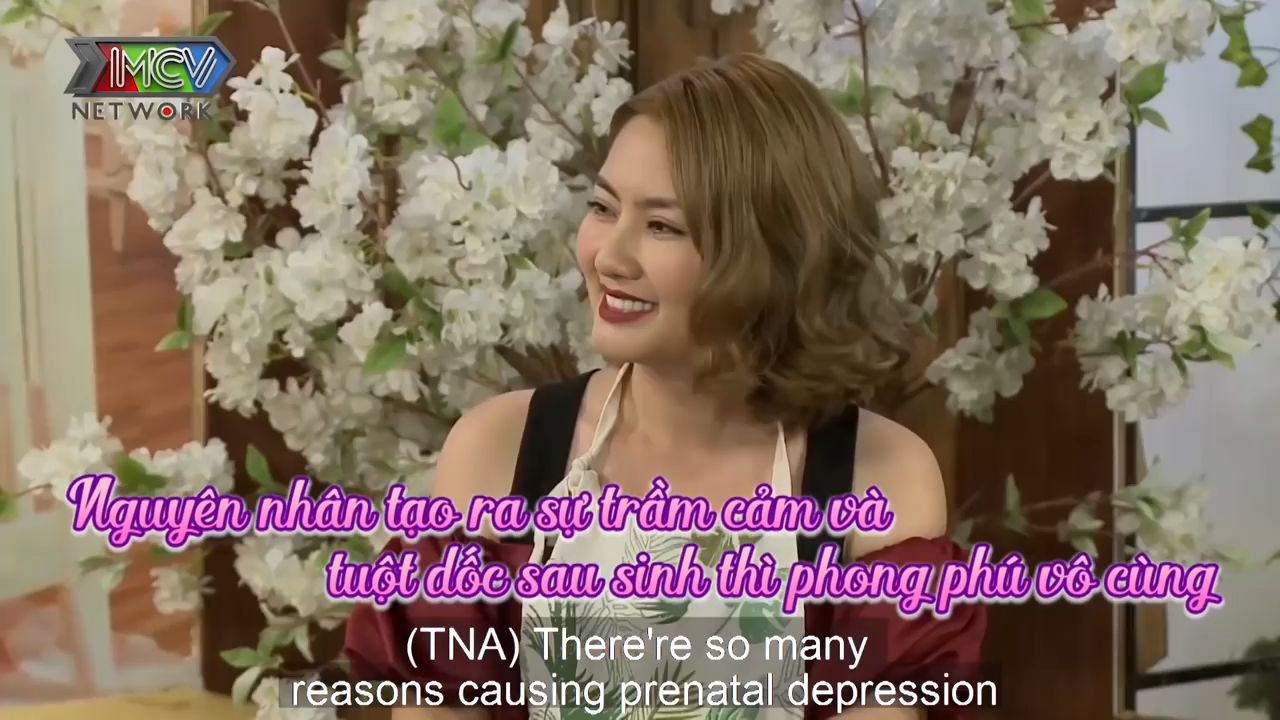 MCV
NETWORK
Nguyên nhân tạo ra sự trầm cảm và
tuột dốc sau sinh thì phong phú vô cùng
(TNA) There're so many
reasons causing prenatal depression